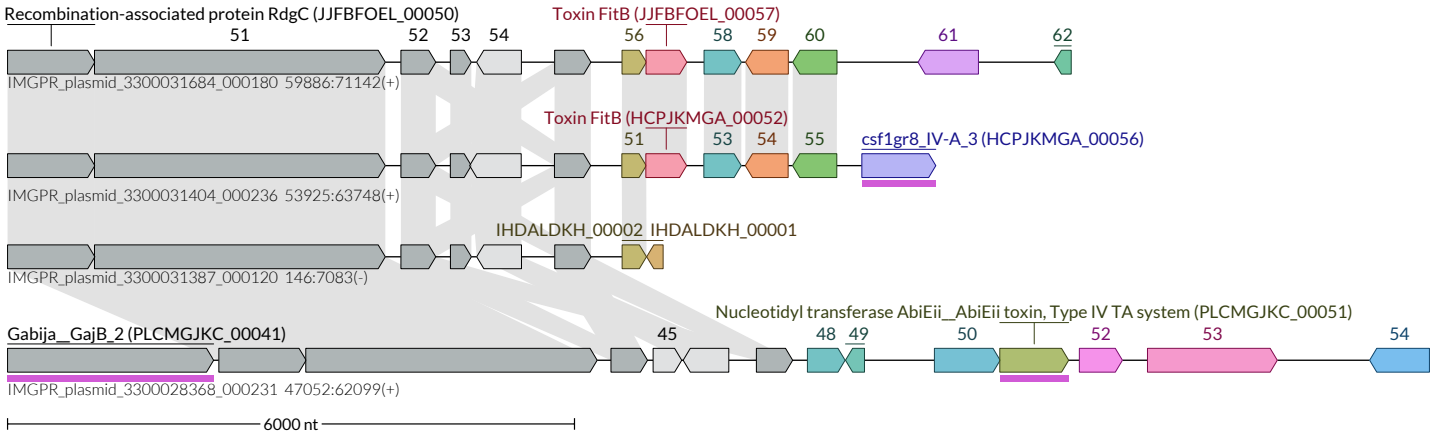 Recombination-associated protein RdgC (JJFBFOEL_00050)
Toxin FitB (JJFBFOEL_00057)
51 52 53 54 56 58 59 60 61 62
IMGPR_plasmid_3300031684_000180 59886:71142(+)
Toxin FitB (HCPJKMGA_00052)
51 53 54 55 csf1gr8_IV-A_3 (HCPJKMGA_00056)
IMGPR_plasmid_3300031404_000236 53925:63748(+)
IHDALDKH_00002 IHDALDKH_00001
IMGPR_plasmid_3300031387_000120 146:7083(-)
Nucleotidyl transferase AbiEii__AbiEii toxin, Type IV TA system (PLCMGJKC_00051)
Gabija__GajB_2 (PLCMGJKC_00041) 45 48 49 50 52 53 54
IMGPR_plasmid_3300028368_000231 47052:62099(+)
6000 nt